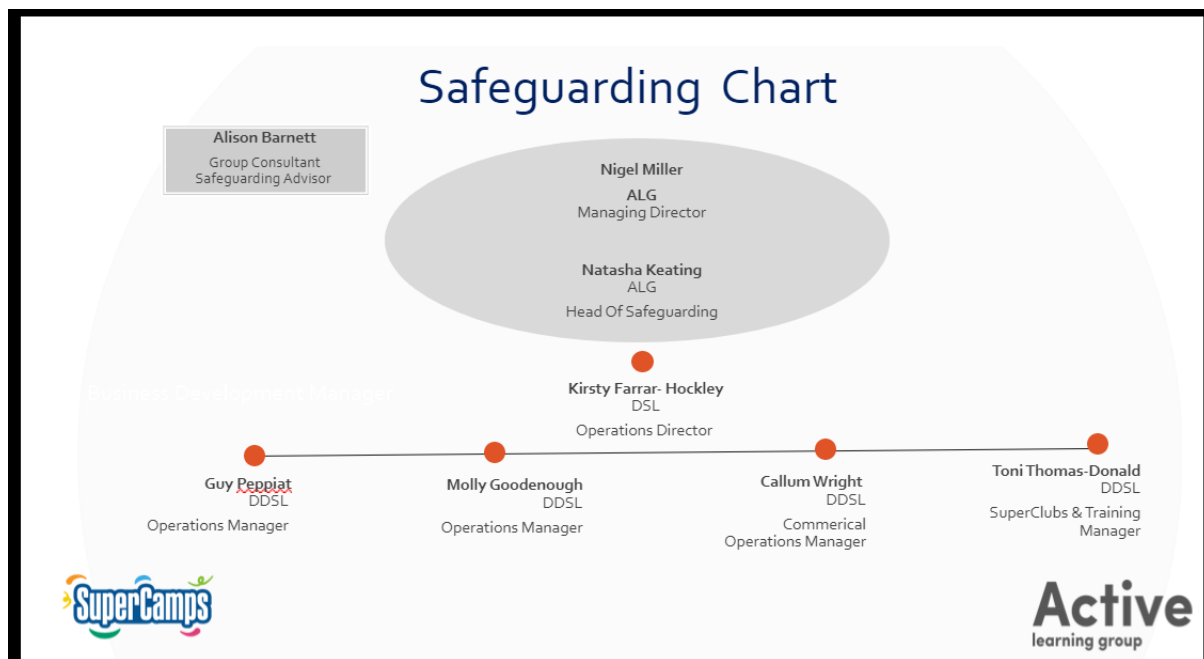 Safeguarding Chart
Alison Barnett
Group Consultant
Safeguarding Advisor
Nigel Miller
ALG
Managing Director
Natasha Keating
ALG
Head Of Safeguarding
Kirsty Farrar- Hockley
DSL
Operations Director
Business Development Manager
Guy Peppiat
DDSL
Operations Manager
Molly Goodenough
DDSL
Operations Manager
Callum Wright
DDSL
Commerical
Operations Manager
Toni Thomas-Donald
DDSL
SuperClubs & Training
Manager
SuperCamps
Active
learning group